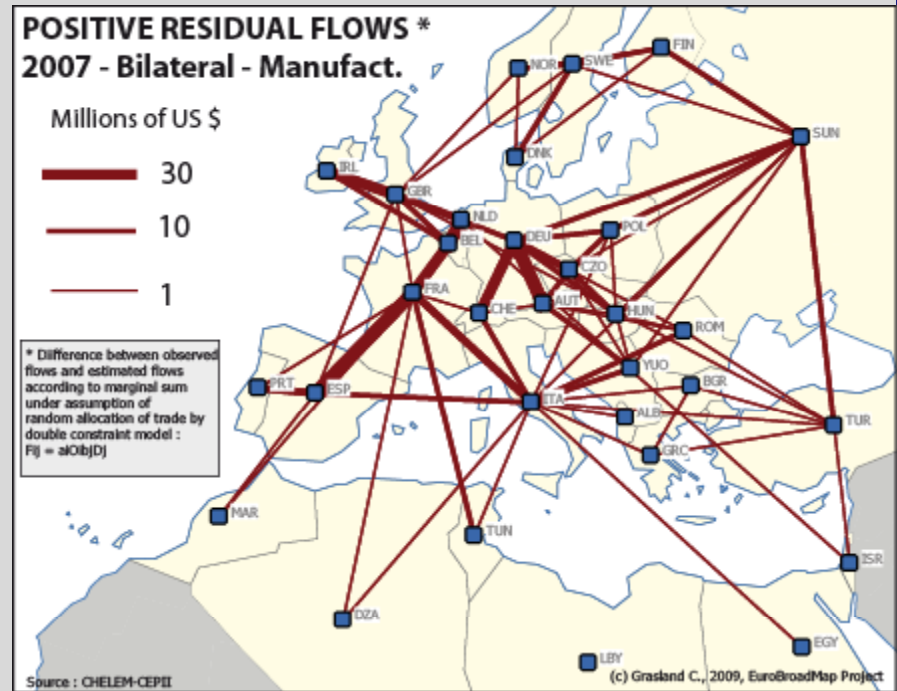 POSITIVE RESIDUAL FLOWS *
2007 - Bilateral - Manufact.
Millions of US $
30
10
1
* Diifference between observed
flows and estimated flows
according to marginal sum
under assumption of
random allocation of trade by
double constraint model :
Fij = aiOibjDj
NOR
SWE
FIN
SUN
DNK
IRL
GBR
NLD
BEL
DEU
POL
CZO
FRA
CHE
AUT
HUN
ROM
YUO
BGR
PRT
ESP
ITA
ALB
TUR
GRC
MAR
TUN
ISR
DZA
LBY
EGY
Source : CHELEM-CEPII
(c) Grasland C., 2009, EuroBroadMap Project